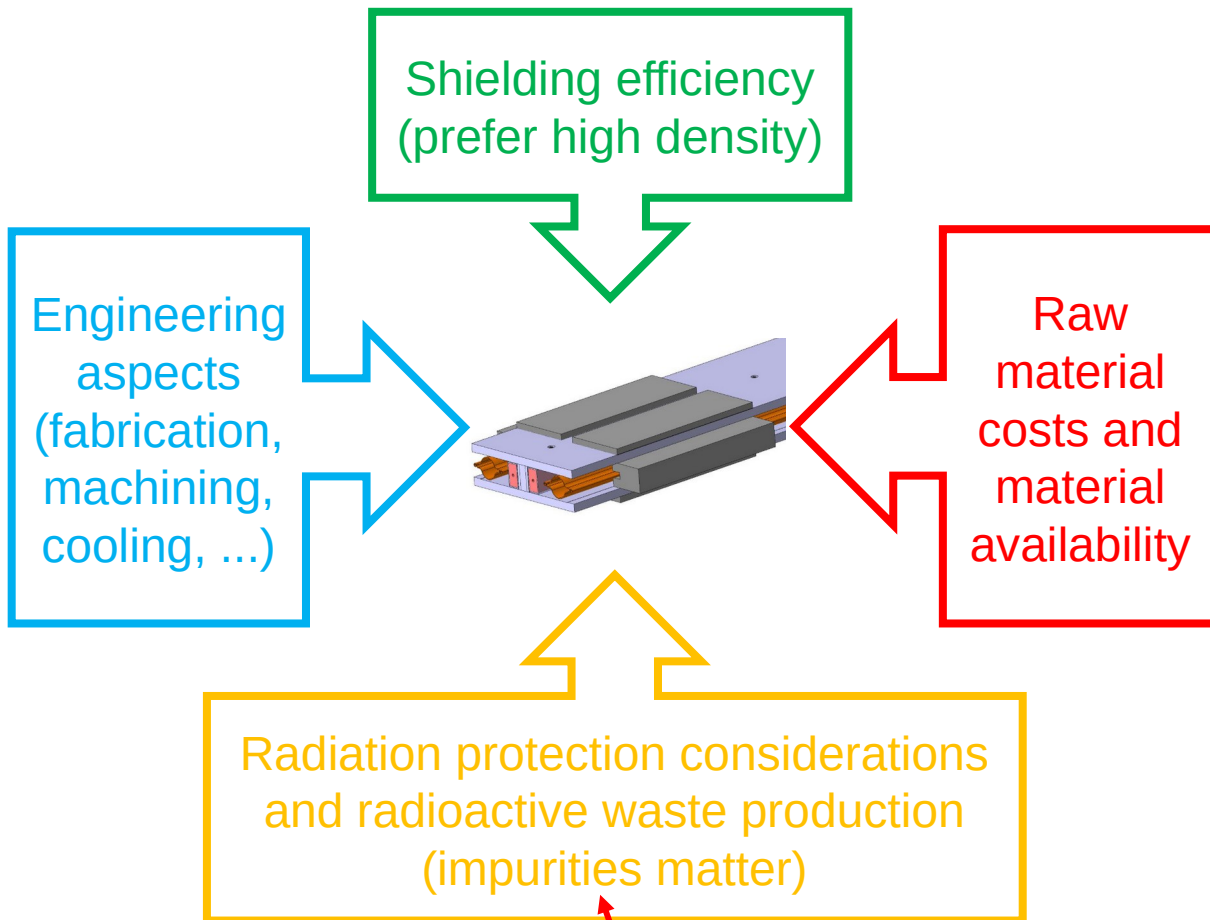 Shielding efficiency
(prefer high density)
Engineering
aspects
(fabrication,
machining,
cooling, ...)
Raw
material
costs and
material
availability
Radiation protection considerations
and radioactive waste production
(impurities matter)